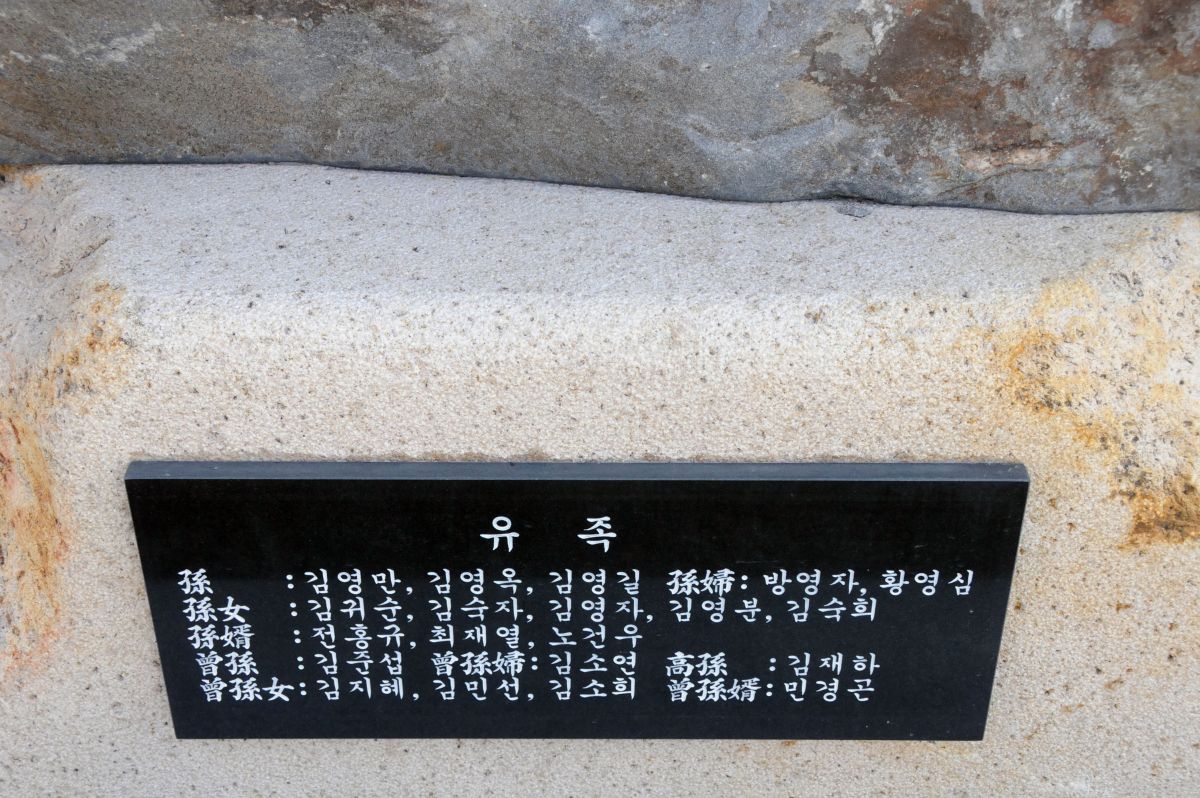 유 족
孫 : 김영만, 김영옥, 김영길 孫婦 : 방영자, 황영심
孫女 : 김귀순, 김숙자, 김영자, 김영분, 김숙희
孫婿 : 전홍규, 최재열, 노건우
曾孫 : 김준섭 曾孫婦 : 김소연 高孫 : 김재하
曾孫女 : 김지혜, 김민선, 김소희 曾孫婿 : 민경곤